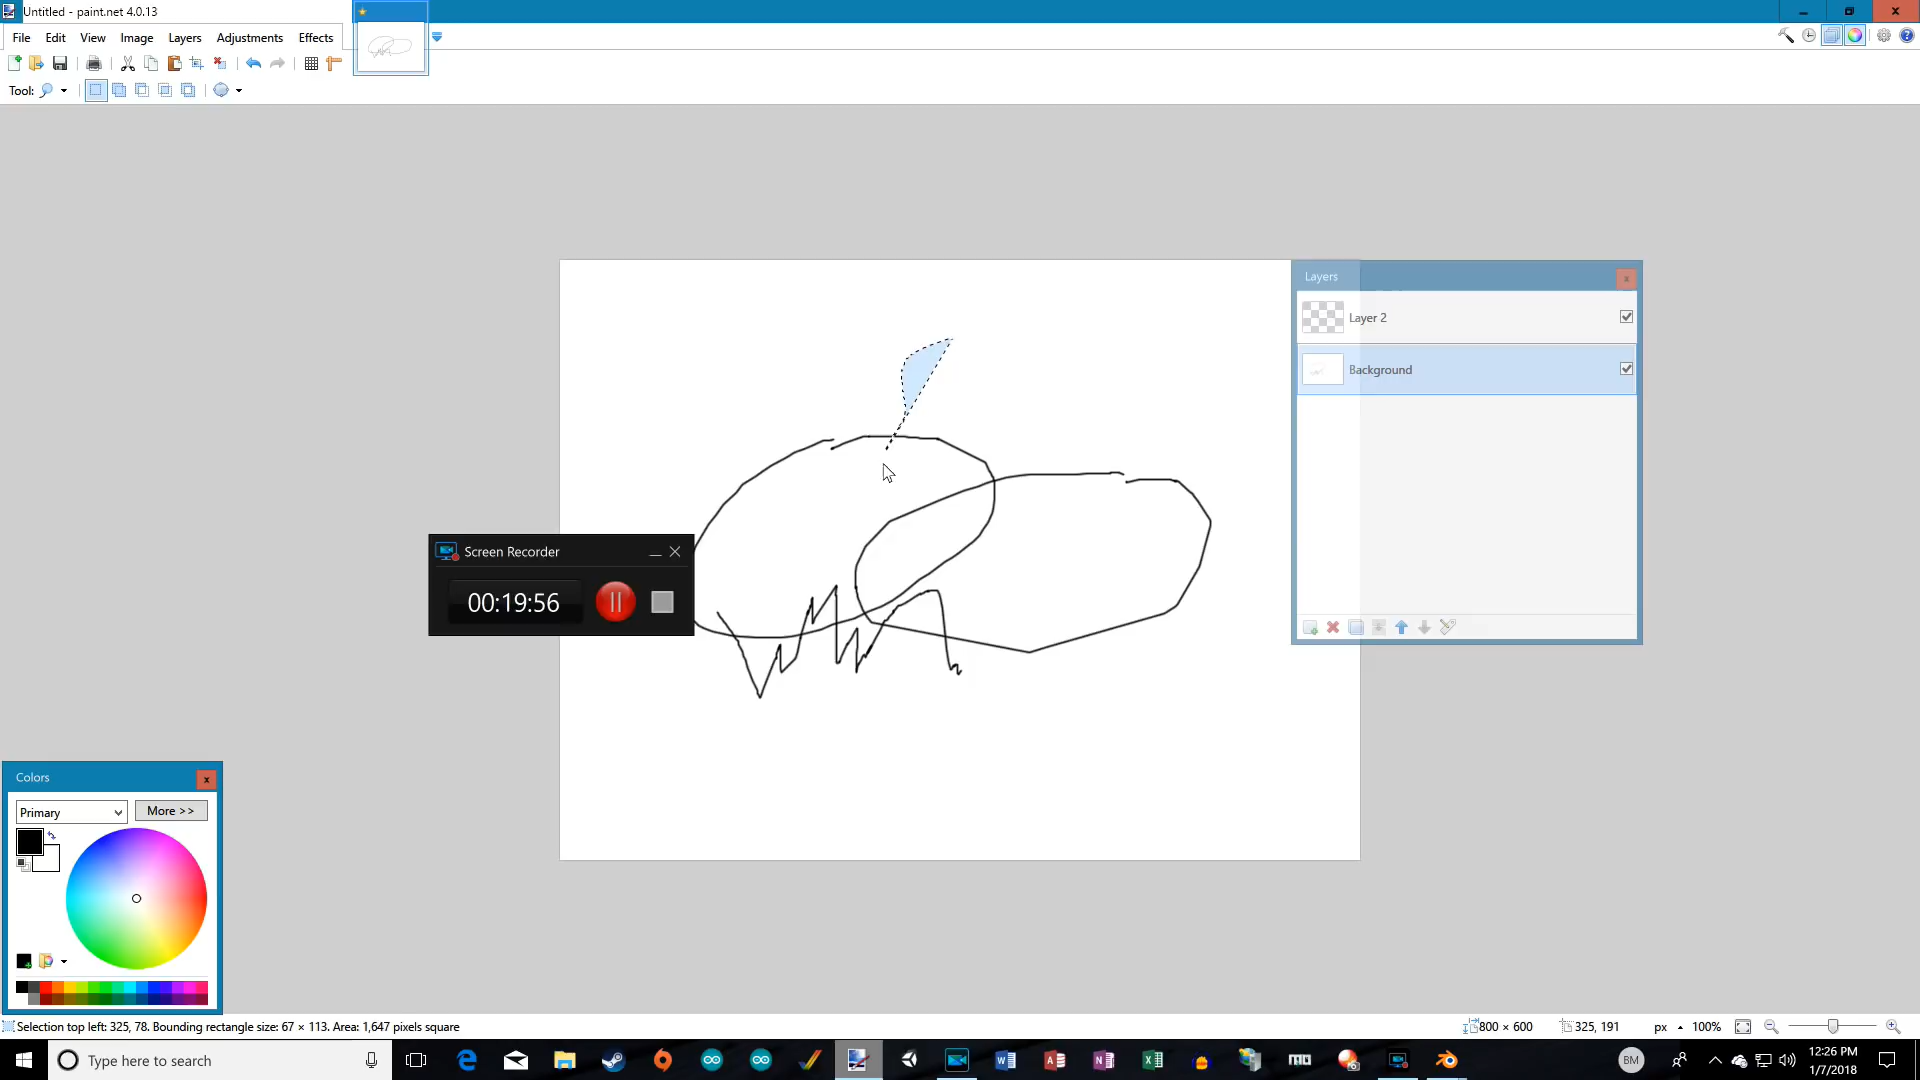 Untitled - paint.net 4.0.13
File Edit View Image Layers Adjustments Effects
Tool:
Layers
Layer 2
Background
Screen Recorder
00:19:56
Colors
Primary More >>
Selection top left: 325, 78. Bounding rectangle size: 67 × 113. Area: 1,647 pixels square
800 × 600 325, 191 px 100%
Type here to search
BM
12:26 PM
1/7/2018